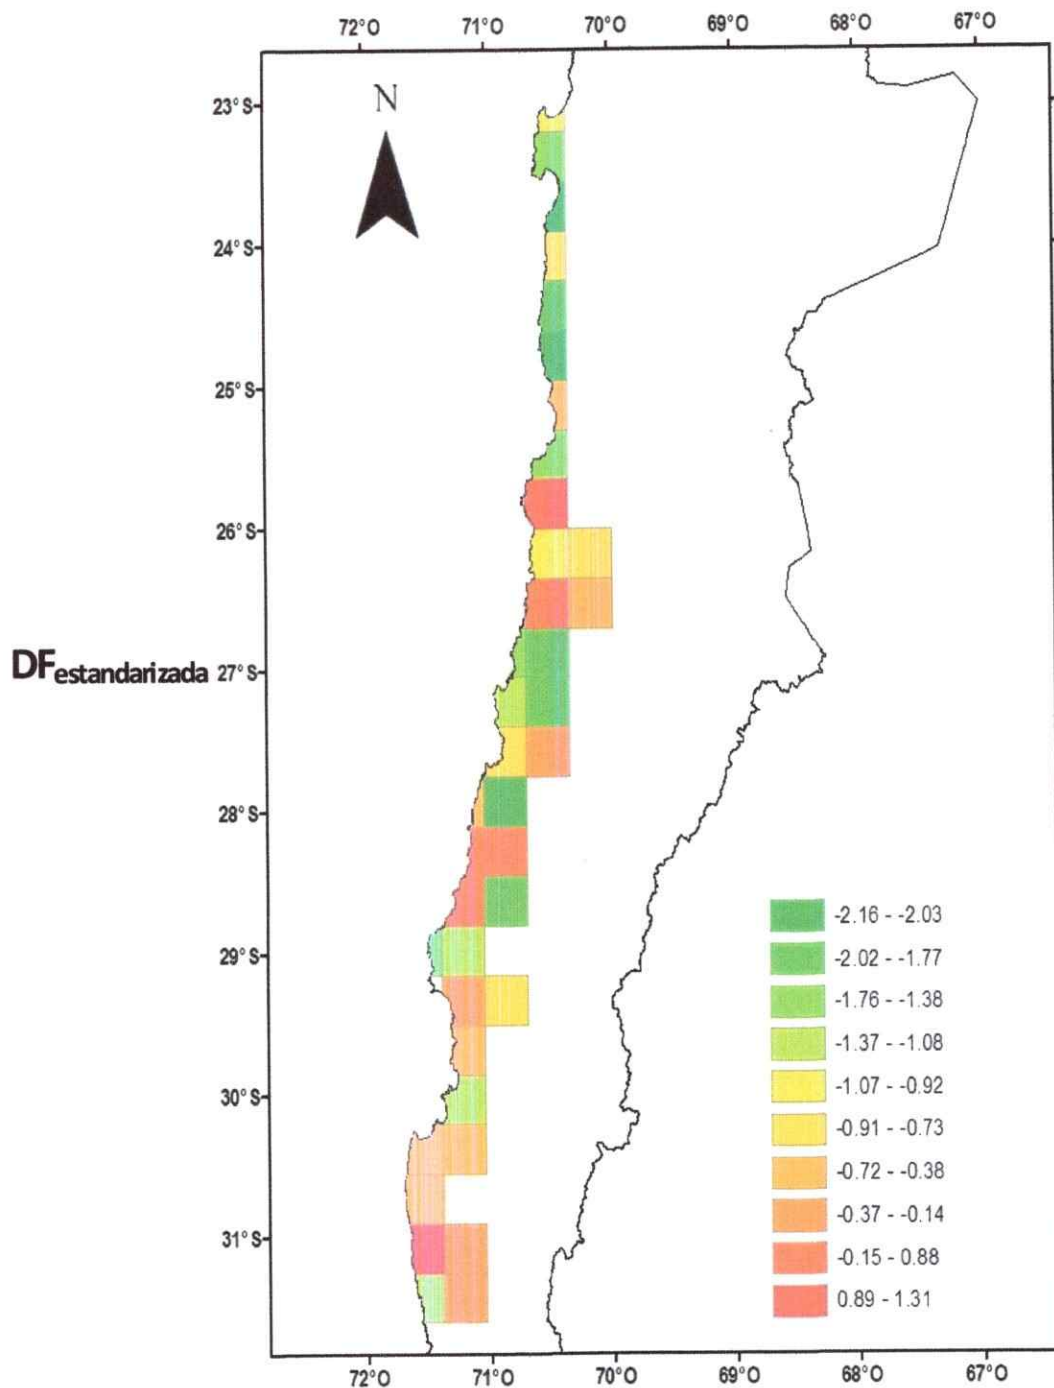 72°O 71°O 70°O 69°O 68°O 67°O
N
23°S
24°S
25°S
26°S
DFestandarizada 27°S
28°S
29°S
30°S
31°S
-2.16 - -2.03
-2.02 - -1.77
-1.76 - -1.38
-1.37 - -1.08
-1.07 - -0.92
-0.91 - -0.73
-0.72 - -0.38
-0.37 - -0.14
-0.15 - 0.88
0.89 - 1.31
72°O 71°O 70°O 69°O 68°O 67°O